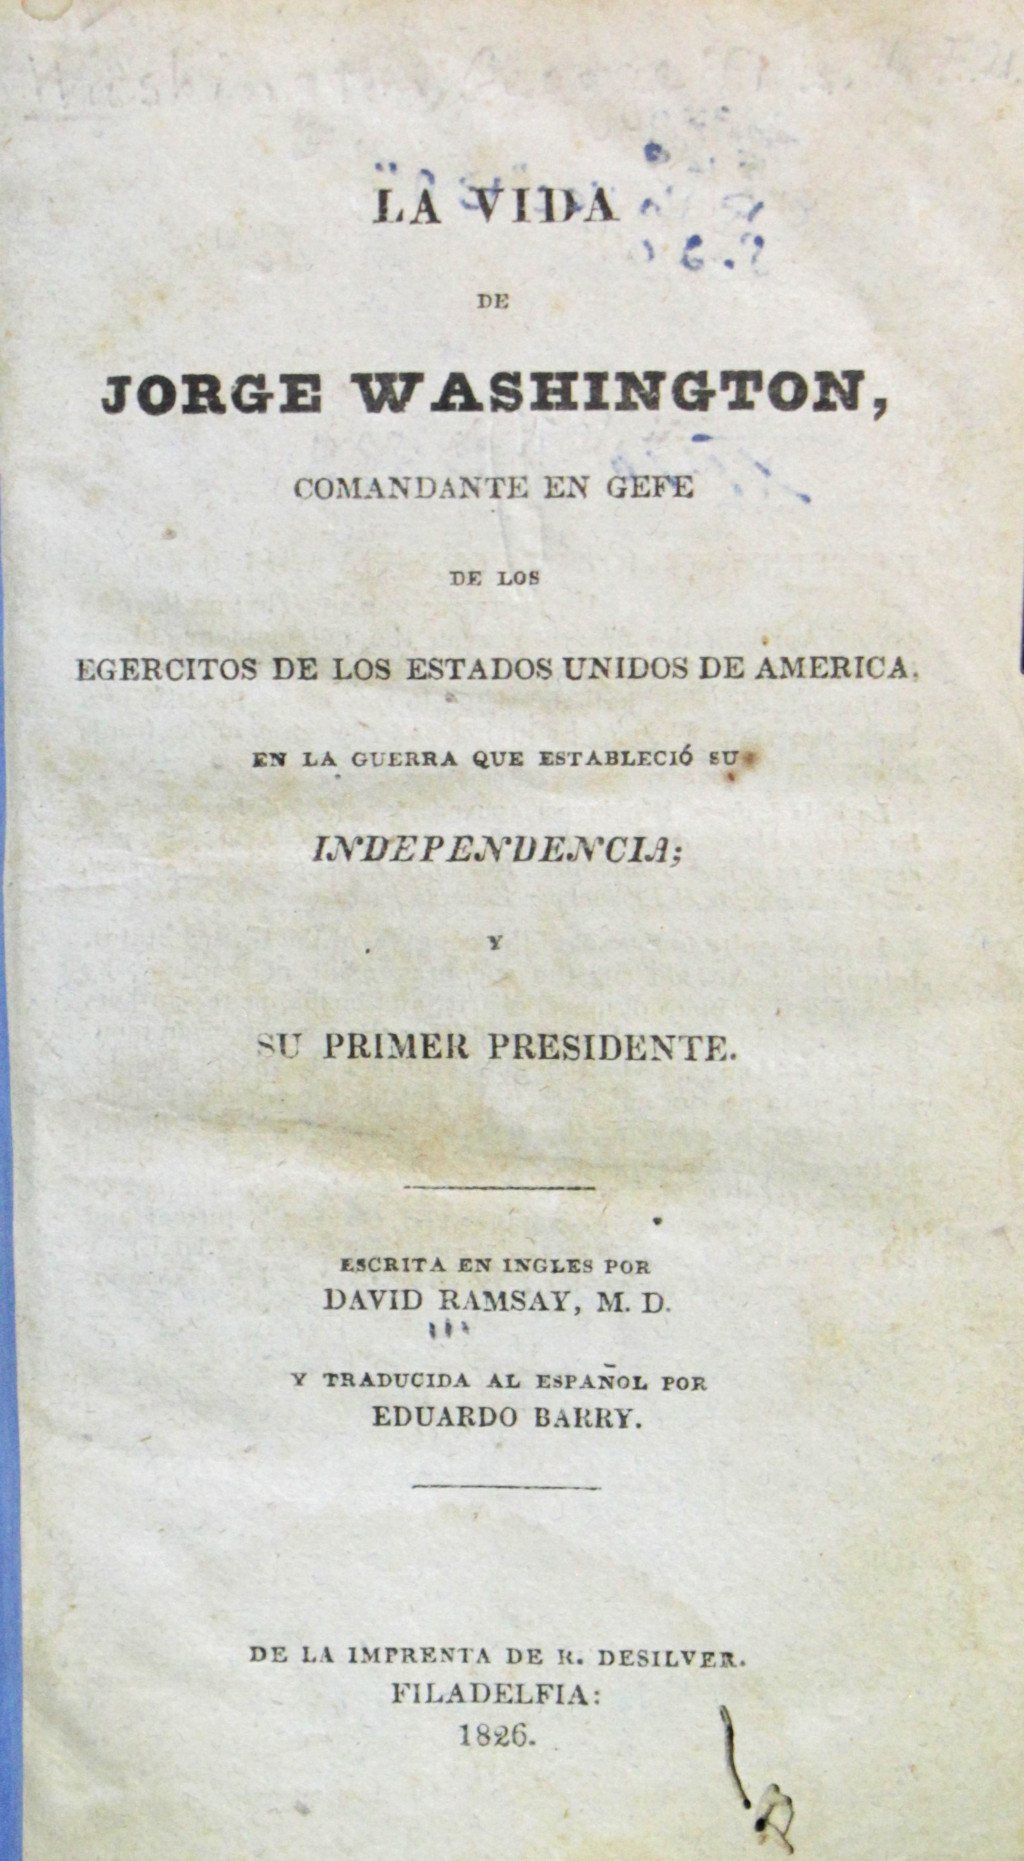 LA VIDA
DE
JORGE WASHINGTON,
COMANDANTE EN GEFE
DE LOS
EGERCITOS DE LOS ESTADOS UNIDOS DE AMERICA,
EN LA GUERRA QUE ESTABLECIÓ SU
INDEPENDENCIA;
Y
SU PRIMER PRESIDENTE.
ESCRITA EN INGLES POR
DAVID RAMSAY, M. D.
Y TRADUCIDA AL ESPAÑOL POR
EDUARDO BARRY.
DE LA IMPRENTA DE R. DESILVER.
FILADELFIA:
1826.